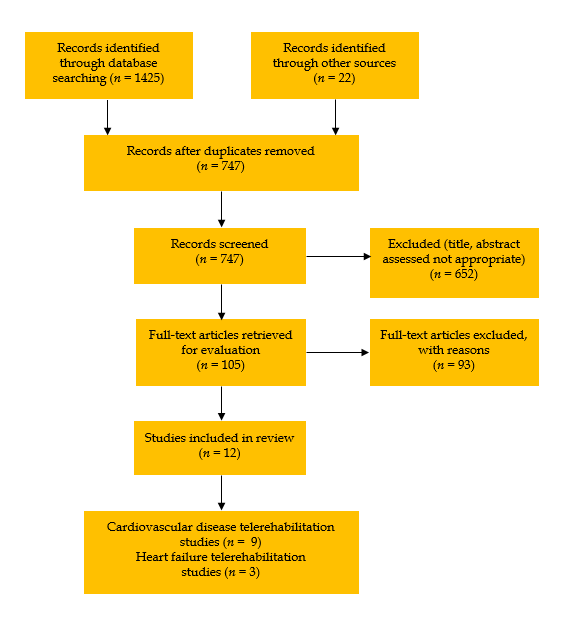 Records identified
through database
searching (n = 1425)
Records identified
through other sources
(n = 22)
Records after duplicates removed
(n = 747)
Records screened
(n = 747)
Excluded (title, abstract
assessed not appropriate)
(n = 652)
Full-text articles retrieved
for evaluation
(n = 105)
Full-text articles excluded,
with reasons
(n = 93)
Studies included in review
(n = 12)
Cardiovascular disease telerehabilitation
studies (n = 9)
Heart failure telerehabilitation
studies (n = 3)